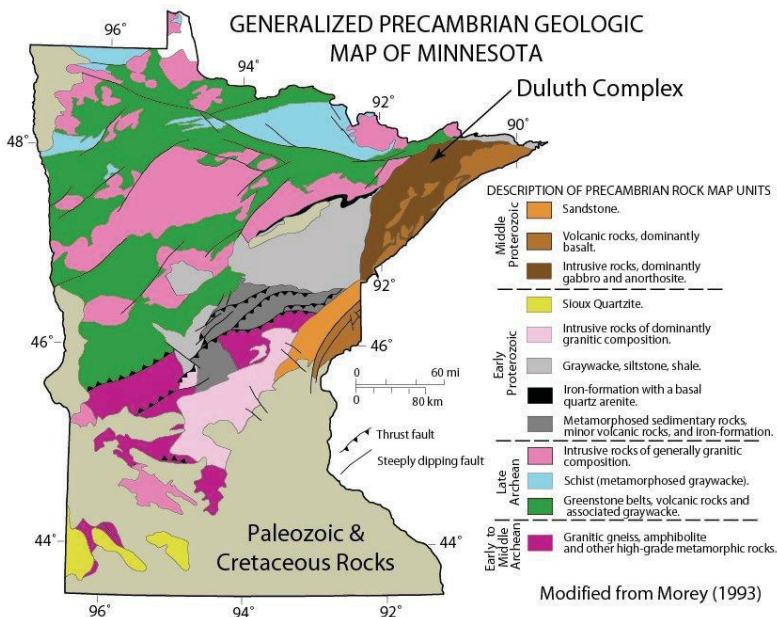 GENERALIZED PRECAMBRIAN GEOLOGIC
MAP OF MINNESOTA
96°
94°
92°
90°
48°
Duluth Complex
DESCRIPTION OF PRECAMBRIAN ROCK MAP UNITS
Middle
Proterozoic
Sandstone.
Volcanic rocks, dominantly
basalt.
Intrusive rocks, dominantly
gabbro and anorthosite.
Early
Proterozoic
Sioux Quartzite.
Intrusive rocks of dominantly
granitic composition.
Graywacke, siltstone, shale.
Iron-formation with a basal
quartz arenite.
Metamorphosed sedimentary rocks,
minor volcanic rocks, and iron-formation.
Late
Archean
Intrusive rocks of generally granitic
composition.
Schist (metamorphosed graywacke).
Greenstone belts, volcanic rocks and
associated graywacke.
Early to
Middle
Archean
Granitic gneiss, amphibolite
and other high-grade metamorphic rocks.
92°
46°
46°
0 60 mi
0 80 km
Thrust fault
Steeply dipping fault
Paleozoic &
Cretaceous Rocks
44°
44°
96°
94°
92°
Modified from Morey (1993)